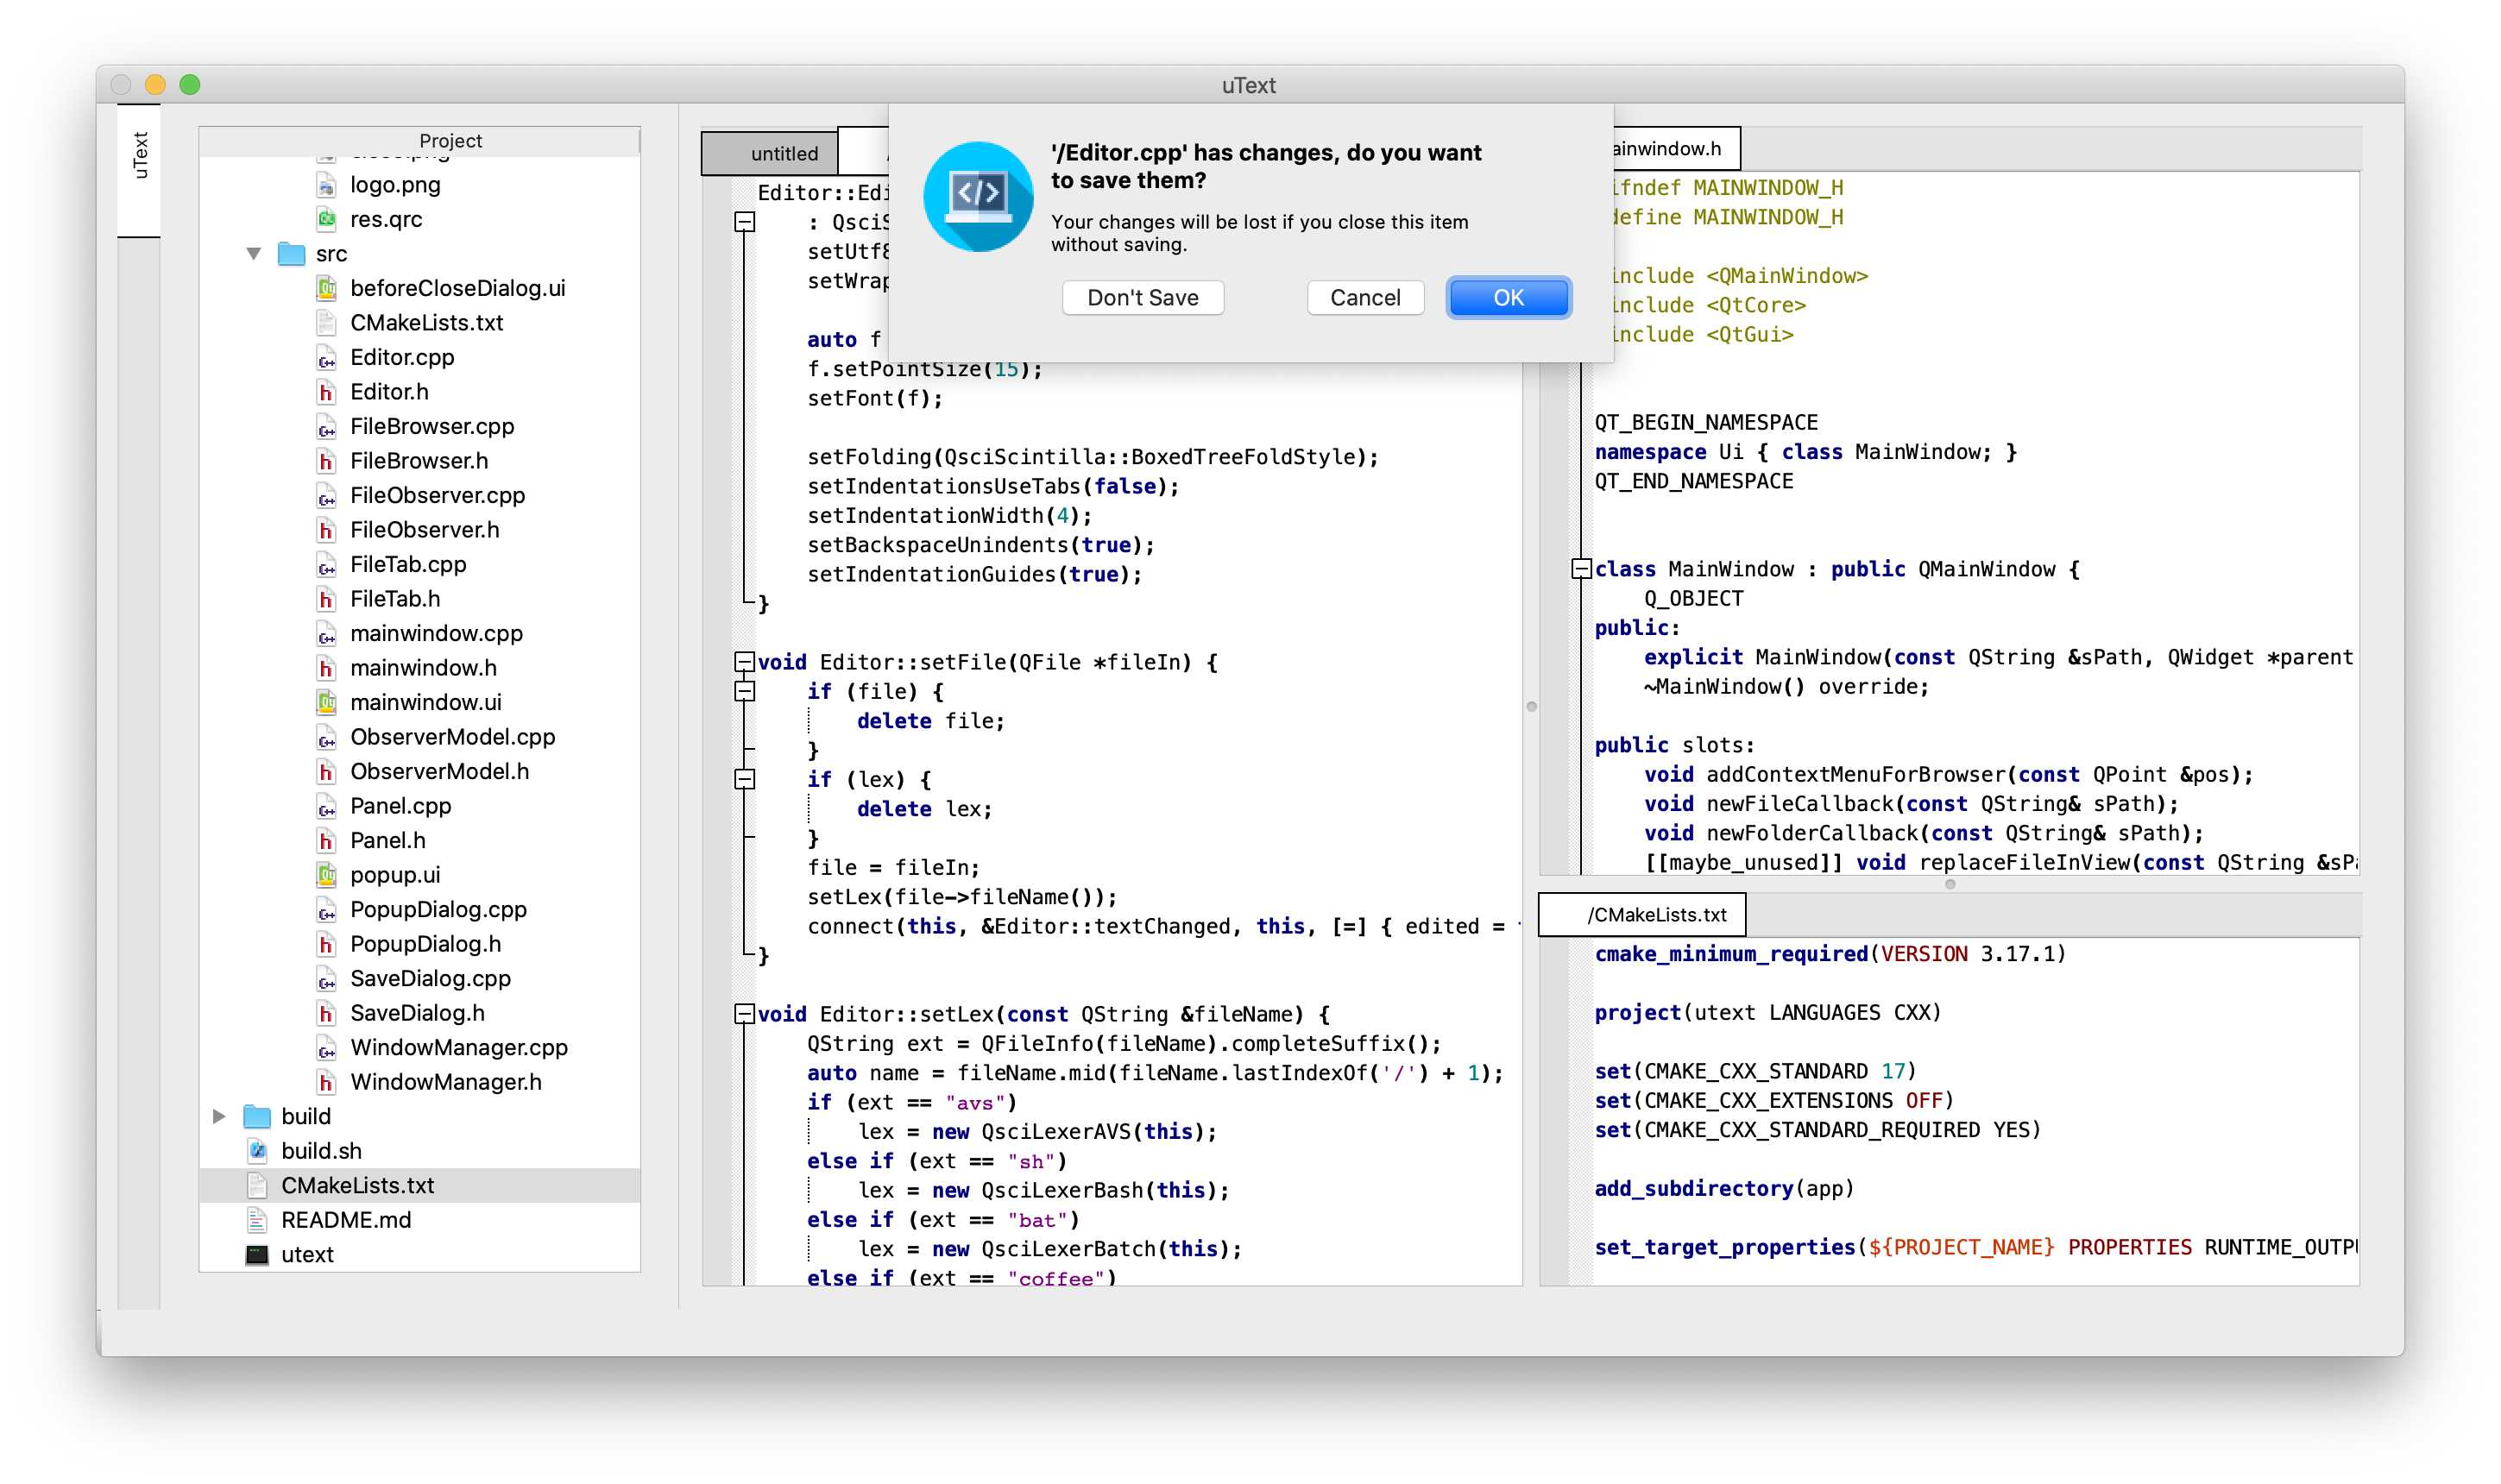 uText
uText
Project
logo.png
res.qrc
src
beforeCloseDialog.ui
CMakeLists.txt
Editor.cpp
Editor.h
FileBrowser.cpp
FileBrowser.h
FileObserver.cpp
FileObserver.h
FileTab.cpp
FileTab.h
mainwindow.cpp
mainwindow.h
mainwindow.ui
ObserverModel.cpp
ObserverModel.h
Panel.cpp
Panel.h
popup.ui
PopupDialog.cpp
PopupDialog.h
SaveDialog.cpp
SaveDialog.h
WindowManager.cpp
WindowManager.h
build
build.sh
CMakeLists.txt
README.md
utext
untitled
'/Editor.cpp' has changes, do you want
to save them?
Your changes will be lost if you close this item
without saving.
Don't Save
Cancel
OK
Editor::Edi
: QsciS
setUtf8
setWrap
auto f
f.setPointSize(15);
setFont(f);
setFolding(QsciScintilla::BoxedTreeFoldStyle);
setIndentationsUseTabs(false);
setIndentationWidth(4);
setBackspaceUnindents(true);
setIndentationGuides(true);
}
void Editor::setFile(QFile *fileIn) {
if (file) {
delete file;
}
if (lex) {
delete lex;
}
file = fileIn;
setLex(file->fileName());
connect(this, &Editor::textChanged, this, [=] { edited =
}
void Editor::setLex(const QString &fileName) {
QString ext = QFileInfo(fileName).completeSuffix();
auto name = fileName.mid(fileName.lastIndexOf('/') + 1);
if (ext == "avs")
lex = new QsciLexerAVS(this);
else if (ext == "sh")
lex = new QsciLexerBash(this);
else if (ext == "bat")
lex = new QsciLexerBatch(this);
else if (ext == "coffee")
ainwindow.h
ifndef MAINWINDOW_H
define MAINWINDOW_H
include <QMainWindow>
include <QtCore>
include <QtGui>
QT_BEGIN_NAMESPACE
namespace Ui { class MainWindow; }
QT_END_NAMESPACE
class MainWindow : public QMainWindow {
Q_OBJECT
public:
explicit MainWindow(const QString &sPath, QWidget *parent
~MainWindow() override;
public slots:
void addContextMenuForBrowser(const QPoint &pos);
void newFileCallback(const QString& sPath);
void newFolderCallback(const QString& sPath);
[[maybe_unused]] void replaceFileInView(const QString &sPa
/CMakeLists.txt
cmake_minimum_required(VERSION 3.17.1)
project(utext LANGUAGES CXX)
set(CMAKE_CXX_STANDARD 17)
set(CMAKE_CXX_EXTENSIONS OFF)
set(CMAKE_CXX_STANDARD_REQUIRED YES)
add_subdirectory(app)
set_target_properties(${PROJECT_NAME} PROPERTIES RUNTIME_OUTPU